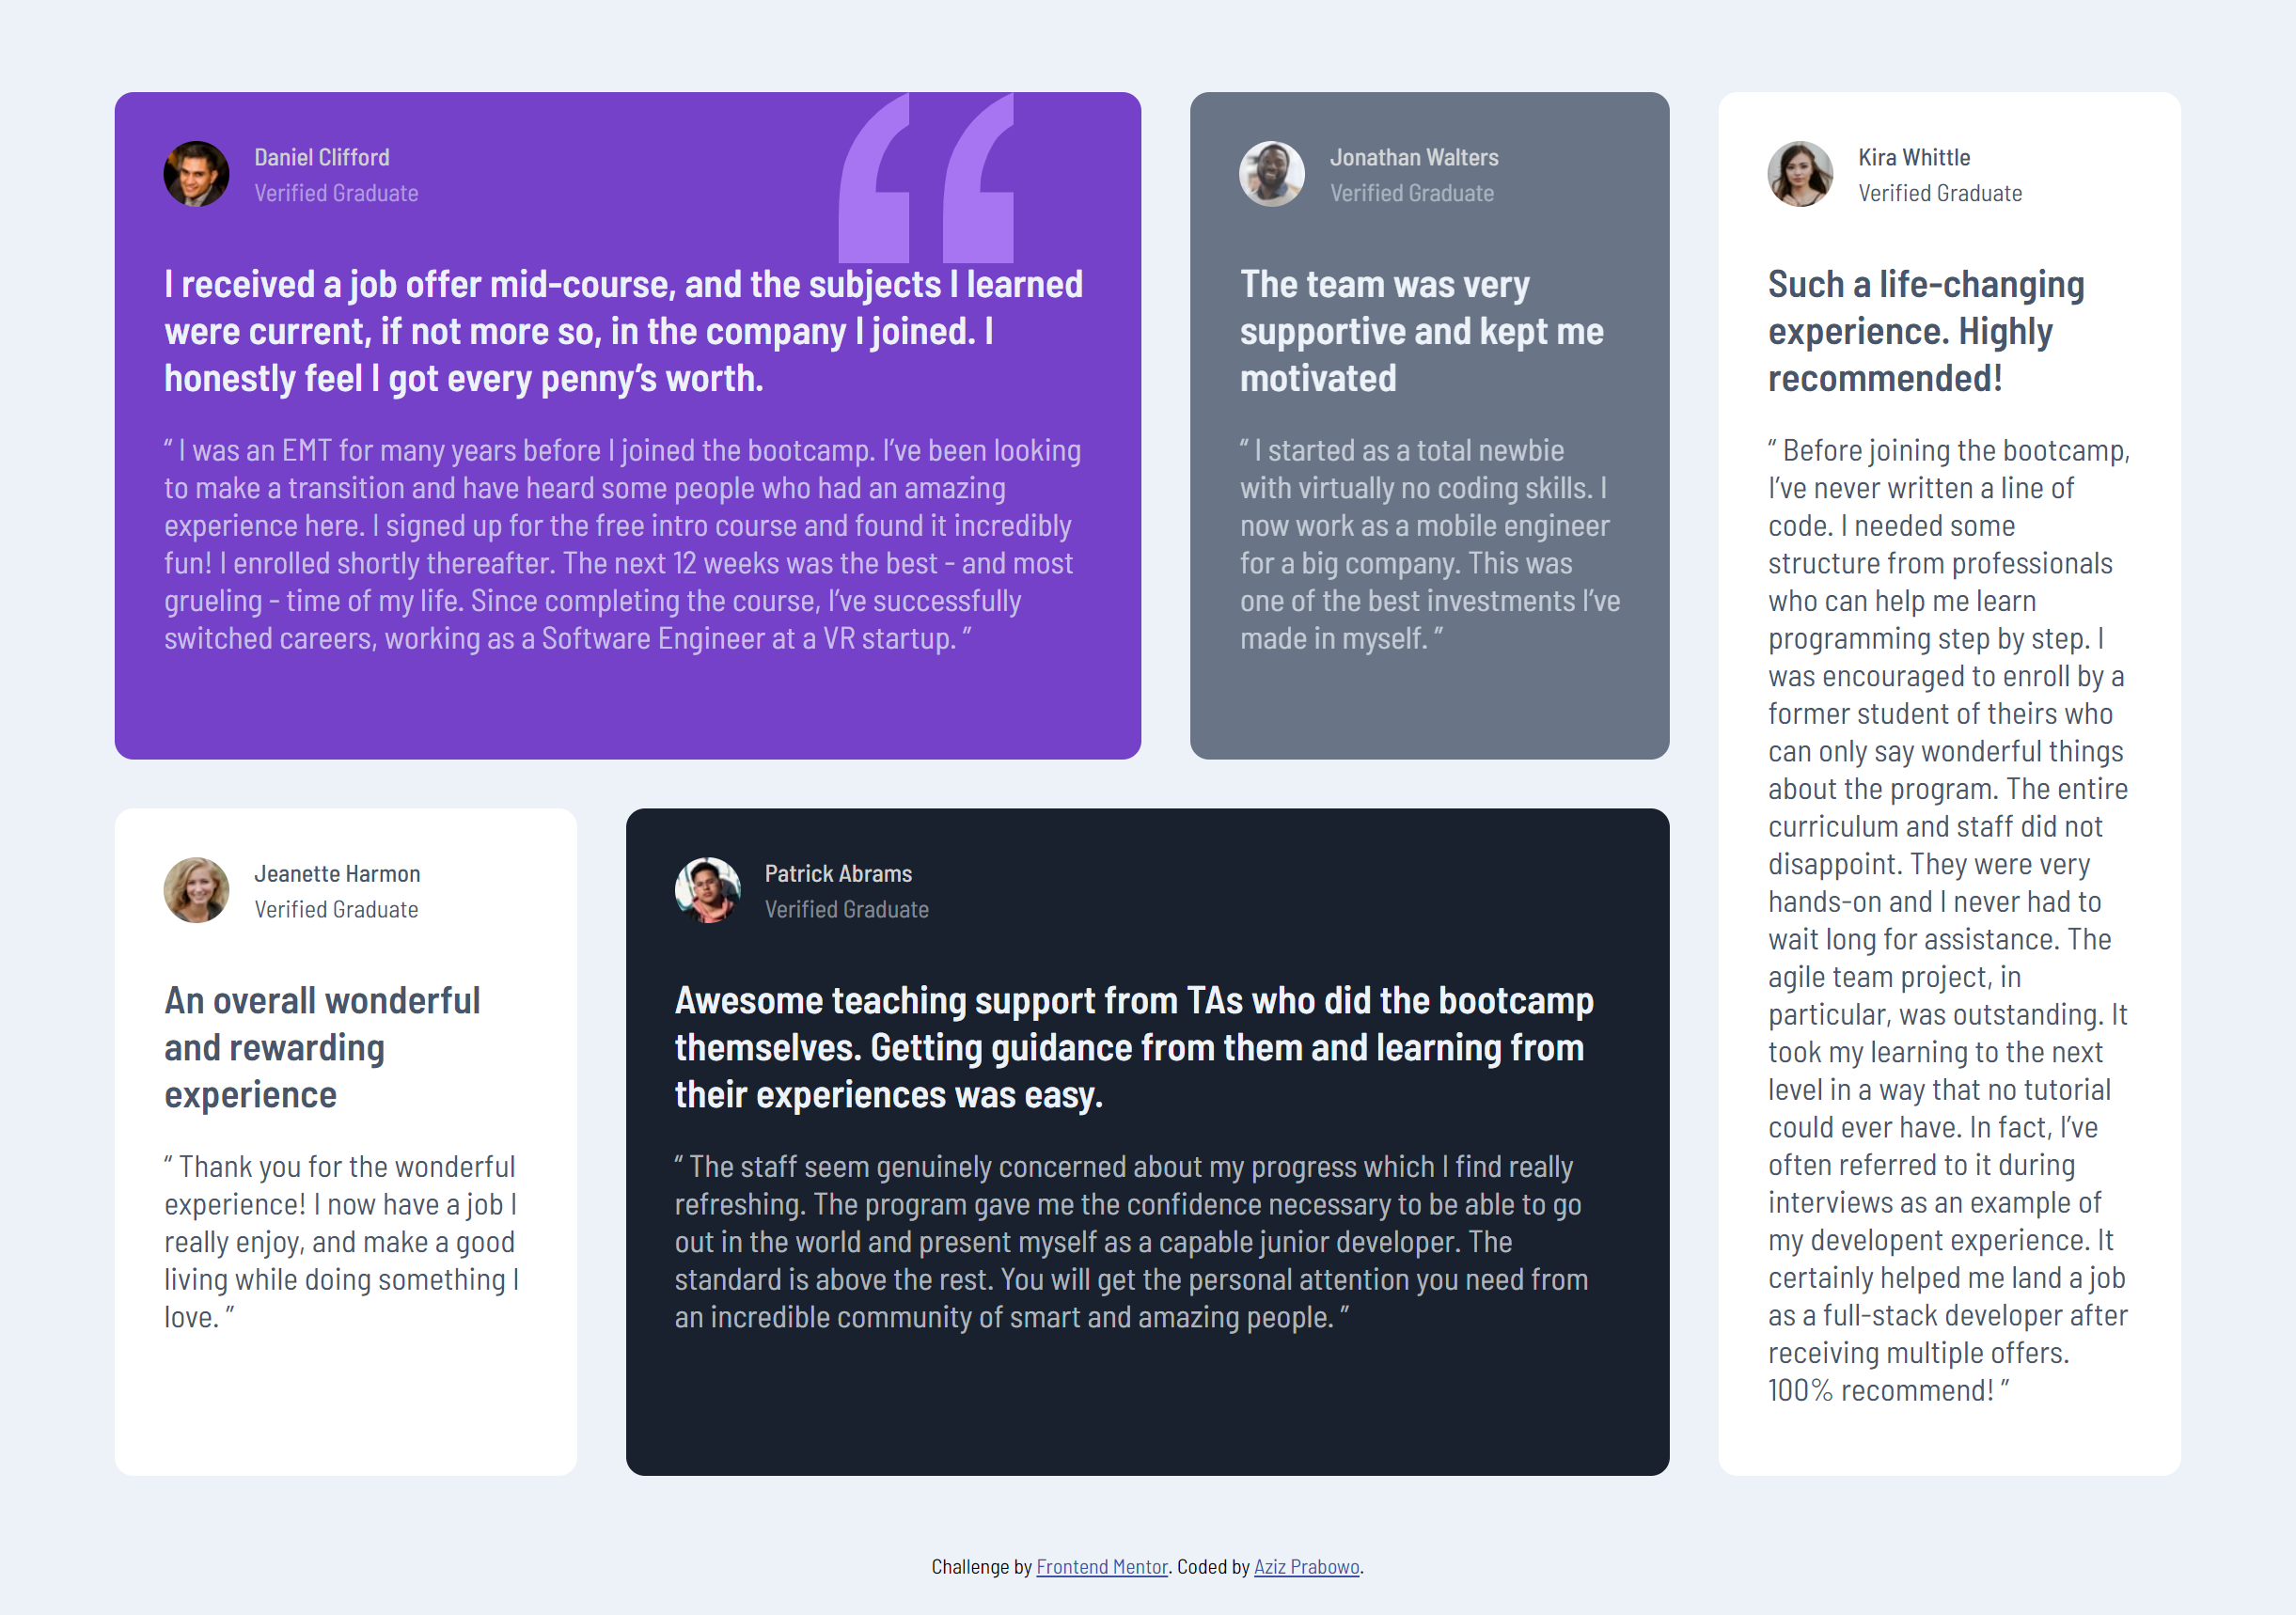 Daniel Clifford
Verified Graduate
I received a job offer mid-course, and the subjects I learned
were current, if not more so, in the company I joined. I
honestly feel I got every penny’s worth.
“ I was an EMT for many years before I joined the bootcamp. I’ve been looking
to make a transition and have heard some people who had an amazing
experience here. I signed up for the free intro course and found it incredibly
fun! I enrolled shortly thereafter. The next 12 weeks was the best - and most
grueling - time of my life. Since completing the course, I’ve successfully
switched careers, working as a Software Engineer at a VR startup. ”
Jonathan Walters
Verified Graduate
The team was very
supportive and kept me
motivated
“ I started as a total newbie
with virtually no coding skills. I
now work as a mobile engineer
for a big company. This was
one of the best investments I’ve
made in myself. ”
Kira Whittle
Verified Graduate
Such a life-changing
experience. Highly
recommended!
“ Before joining the bootcamp,
I’ve never written a line of
code. I needed some
structure from professionals
who can help me learn
programming step by step. I
was encouraged to enroll by a
former student of theirs who
can only say wonderful things
about the program. The entire
curriculum and staff did not
disappoint. They were very
hands-on and I never had to
wait long for assistance. The
agile team project, in
particular, was outstanding. It
took my learning to the next
level in a way that no tutorial
could ever have. In fact, I’ve
often referred to it during
interviews as an example of
my developent experience. It
certainly helped me land a job
as a full-stack developer after
receiving multiple offers.
100% recommend! ”
Jeanette Harmon
Verified Graduate
An overall wonderful
and rewarding
experience
“ Thank you for the wonderful
experience! I now have a job I
really enjoy, and make a good
living while doing something I
love. ”
Patrick Abrams
Verified Graduate
Awesome teaching support from TAs who did the bootcamp
themselves. Getting guidance from them and learning from
their experiences was easy.
“ The staff seem genuinely concerned about my progress which I find really
refreshing. The program gave me the confidence necessary to be able to go
out in the world and present myself as a capable junior developer. The
standard is above the rest. You will get the personal attention you need from
an incredible community of smart and amazing people. ”
Challenge by Frontend Mentor. Coded by Aziz Prabowo.